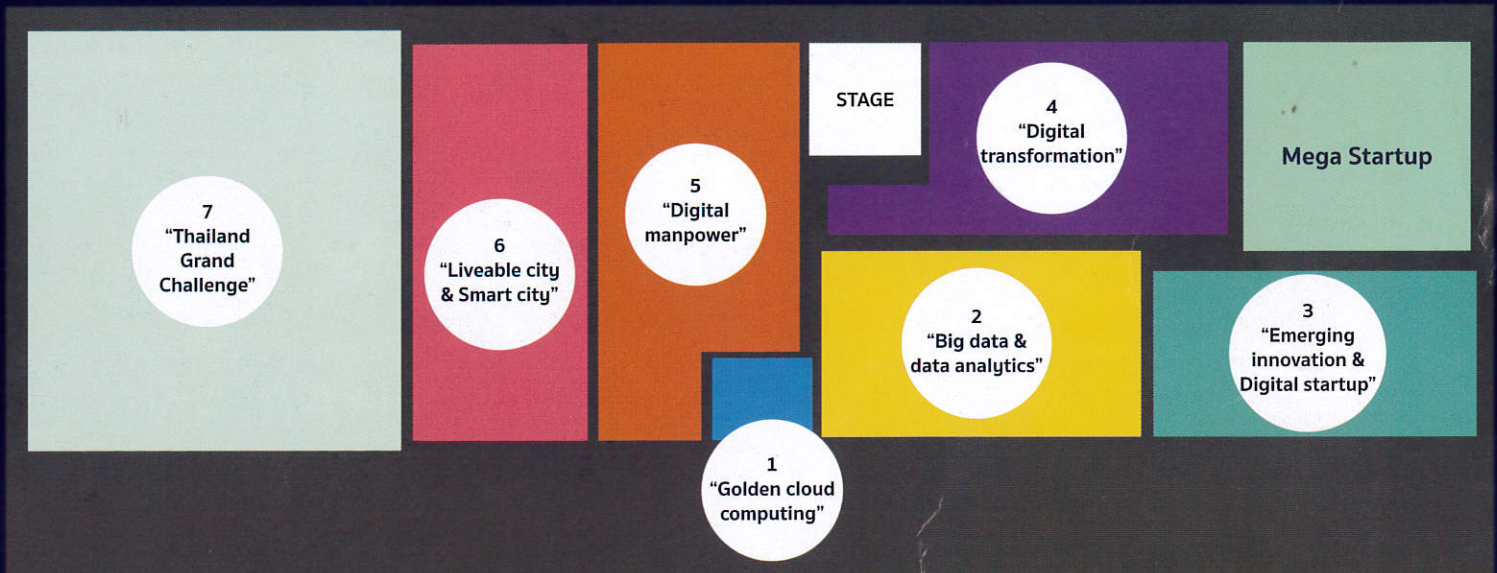 7
“Thailand
Grand
Challenge”
6
“Liveable city
& Smart city”
5
“Digital
manpower”
STAGE
4
“Digital
transformation”
Mega Startup
1
“Golden cloud
computing”
2
“Big data &
data analytics”
3
“Emerging
innovation &
Digital startup”